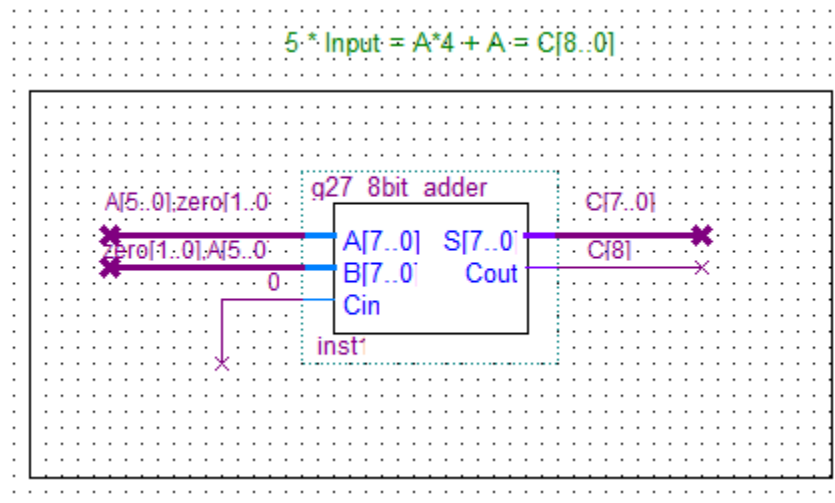 5 * Input = A*4 + A = C[8..0]
g27_8bit_adder
A[5..0],zero[1..0
C[7..0]
A[7..0] S[7..0]
zero[1..0],A[5..0
C[8]
B[7..0] Cout
0
Cin
inst1